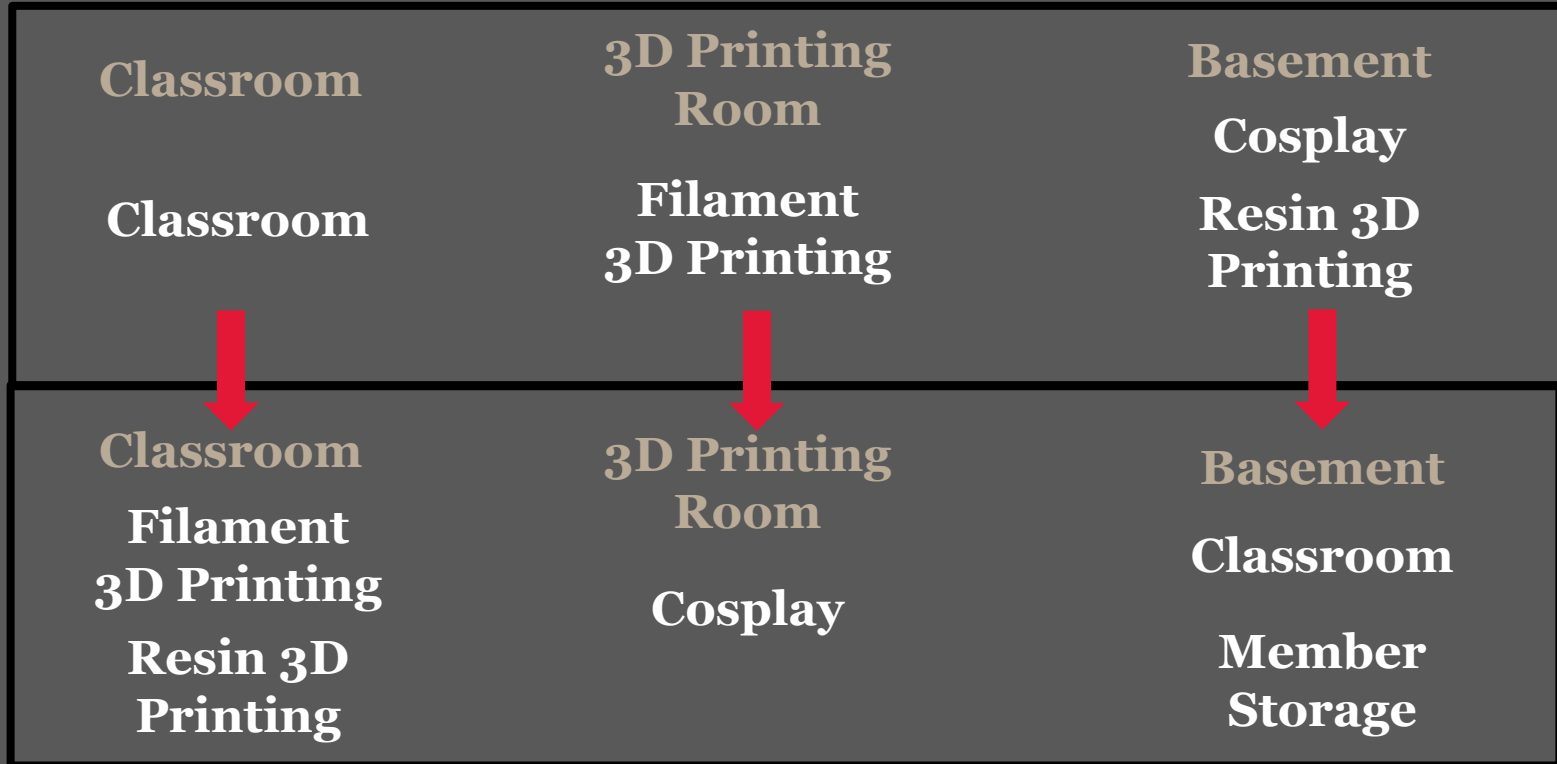 Classroom
Classroom
3D Printing
Room
Filament
3D Printing
Basement
Cosplay
Resin 3D
Printing
Classroom
Filament
3D Printing
Resin 3D
Printing
3D Printing
Room
Cosplay
Basement
Classroom
Member
Storage